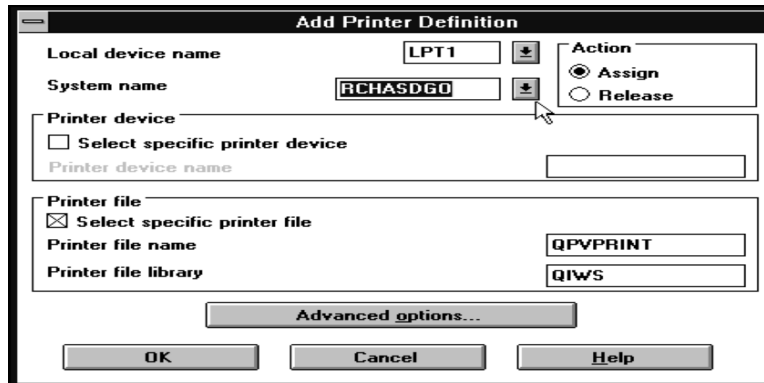 Add Printer Definition
Local device name LPT1
Action
Assign
System name RCHASDGO
Release
Printer device
Select specific printer device
Printer device name
Printer file
Select specific printer file
Printer file name QPVPRINT
Printer file library QIWS
Advanced options...
OK Cancel Help